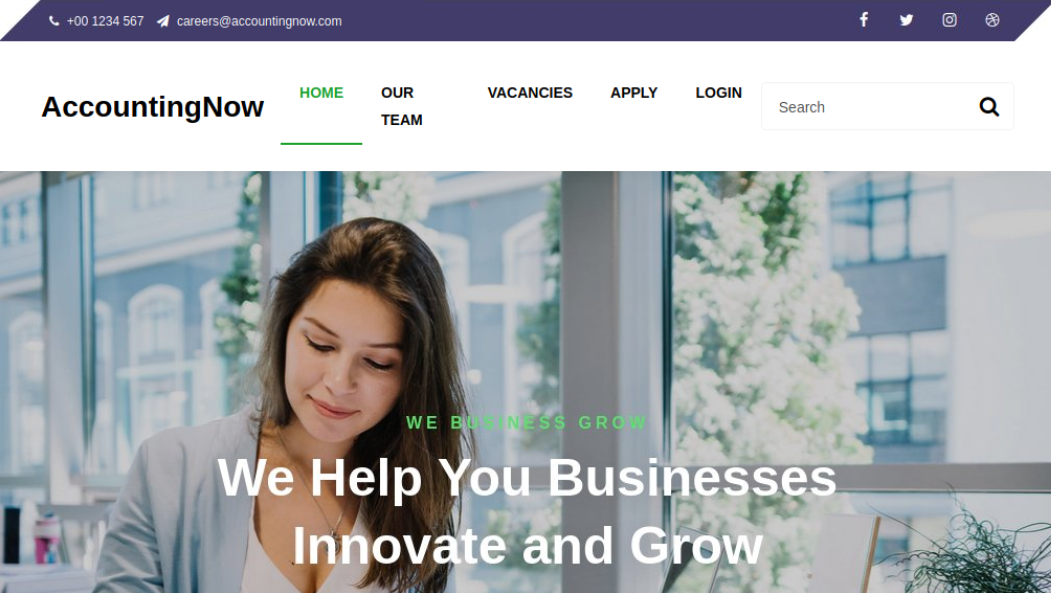 +00 1234 567 careers@accountingnow.com
AccountingNow
HOME
OUR
TEAM
VACANCIES
APPLY
LOGIN
Search
WE BUSINESS GROW
We Help You Businesses
Innovate and Grow